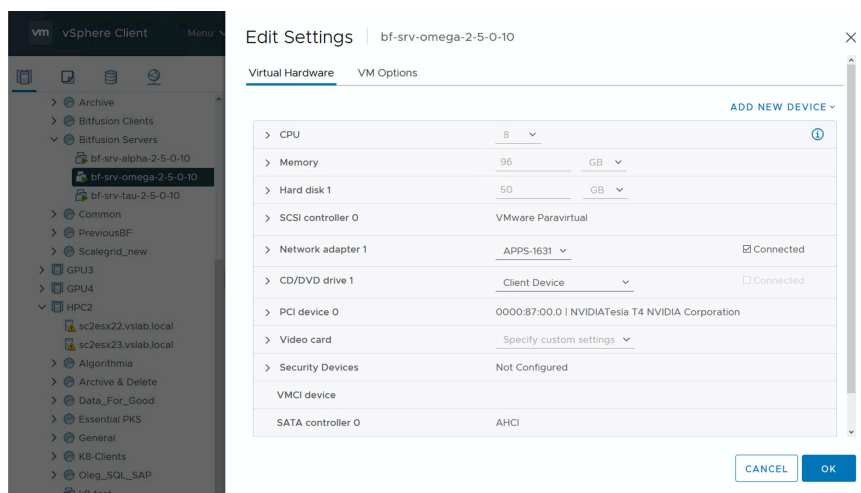 vm vSphere Client Menu
Archive
Bitfusion Clients
Bitfusion Servers
bf-srv-alpha-2-5-0-10
bf-srv-omega-2-5-0-10
bf-srv-tau-2-5-0-10
Common
PreviousBF
Scalegrid_new
GPU3
GPU4
HPC2
sc2esx22.vslab.local
sc2esx23.vslab.local
Algorithmia
Archive & Delete
Data_For_Good
Essential PKS
General
K8-Clients
Oleg_SQL_SAP
Edit Settings bf-srv-omega-2-5-0-10
Virtual Hardware VM Options
ADD NEW DEVICE
CPU 8
Memory 96 GB
Hard disk 1 50 GB
SCSI controller 0 VMware Paravirtual
Network adapter 1 APPS-1631 Connected
CD/DVD drive 1 Client Device Connected
PCI device 0 0000:87:00.0 | NVIDIATesla T4 NVIDIA Corporation
Video card Specify custom settings
Security Devices Not Configured
VMCI device
SATA controller 0 AHCI
CANCEL OK